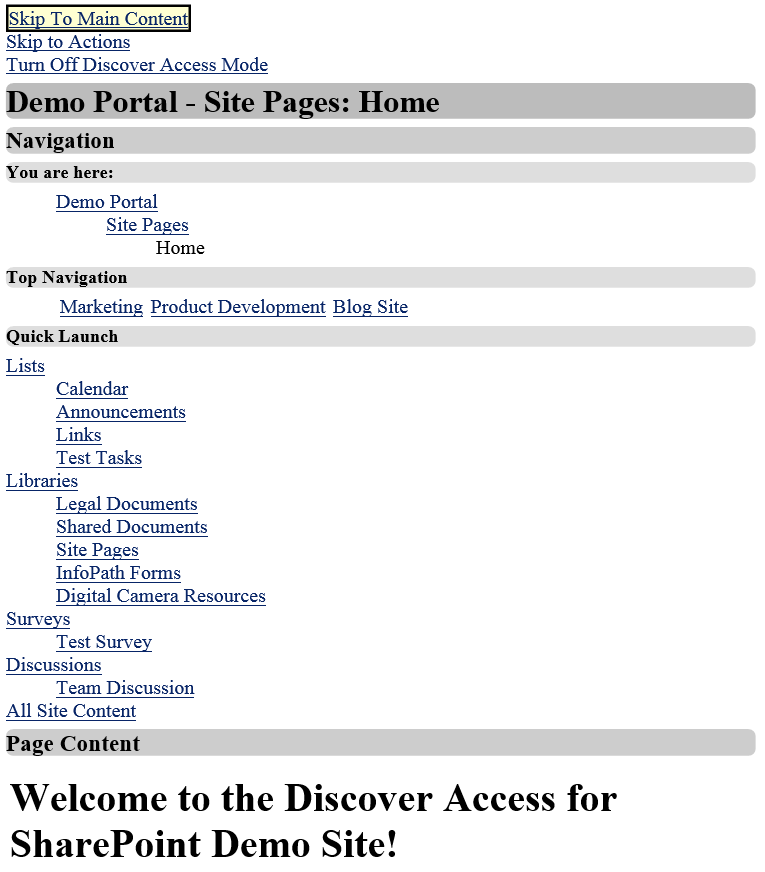 Skip To Main Content
Skip to Actions
Turn Off Discover Access Mode
Demo Portal - Site Pages: Home
Navigation
You are here:
Demo Portal
Site Pages
Home
Top Navigation
Marketing Product Development Blog Site
Quick Launch
Lists
Calendar
Announcements
Links
Test Tasks
Libraries
Legal Documents
Shared Documents
Site Pages
InfoPath Forms
Digital Camera Resources
Surveys
Test Survey
Discussions
Team Discussion
All Site Content
Page Content
Welcome to the Discover Access for
SharePoint Demo Site!